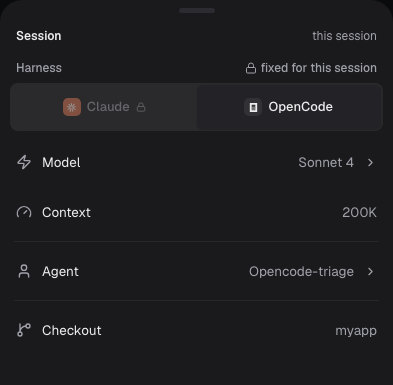 Session this session
Harness fixed for this session
Claude OpenCode
Model Sonnet 4
Context 200K
Agent Opencode-triage
Checkout myapp